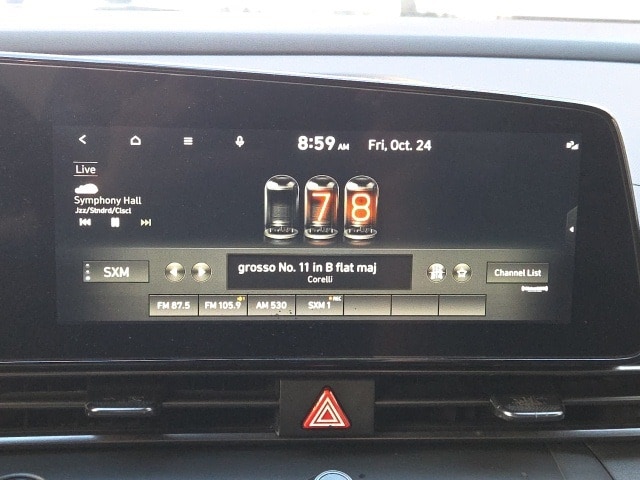 8:59 AM Fri, Oct. 24
Live
Symphony Hall
Jzz/Stndrd/Clscl
78
SXM
grosso No. 11 in B flat maj
Corelli
Channel List
FM 87.5 FM 105.9 AM 530 SXM 1